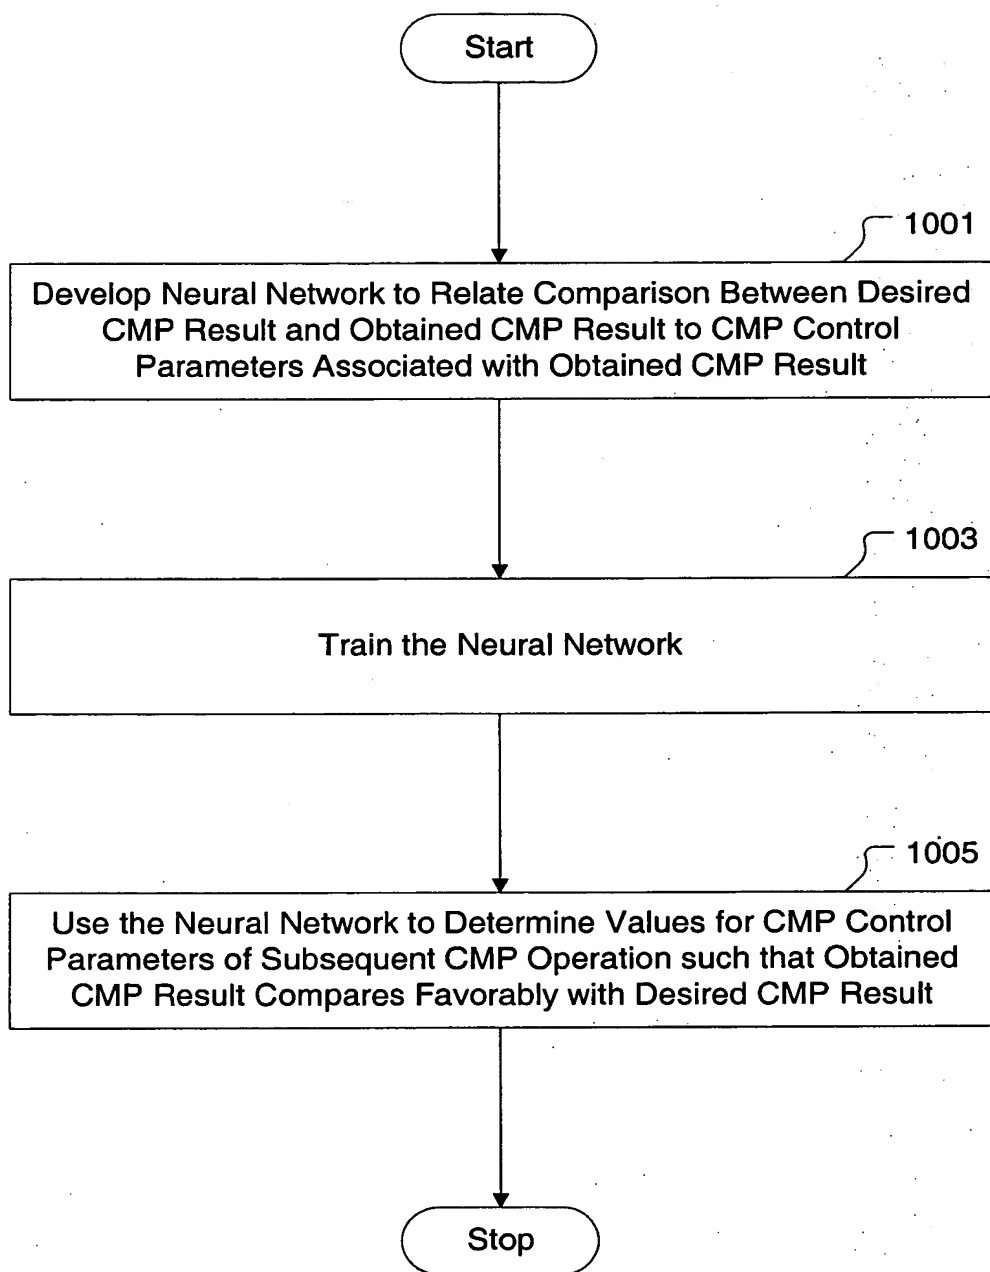 Start
1001
Develop Neural Network to Relate Comparison Between Desired
CMP Result and Obtained CMP Result to CMP Control
Parameters Associated with Obtained CMP Result
1003
Train the Neural Network
1005
Use the Neural Network to Determine Values for CMP Control
Parameters of Subsequent CMP Operation such that Obtained
CMP Result Compares Favorably with Desired CMP Result
Stop